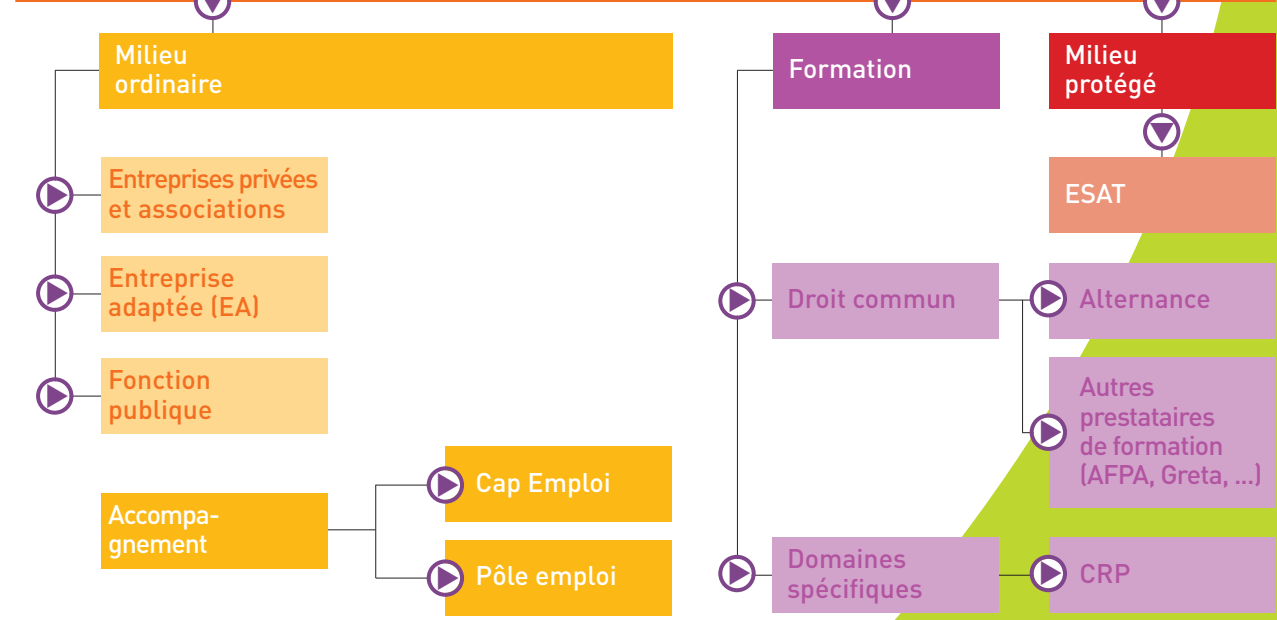 Milieu
ordinaire
Entreprises privées
et associations
Entreprise
adaptée (EA)
Fonction
publique
Accompa-
gnement
Cap Emploi
Pôle emploi
Formation
Droit commun
Alternance
Autres
prestataires
de formation
(AFPA, Greta, ...)
Domaines
spécifiques
CRP
Milieu
protégé
ESAT